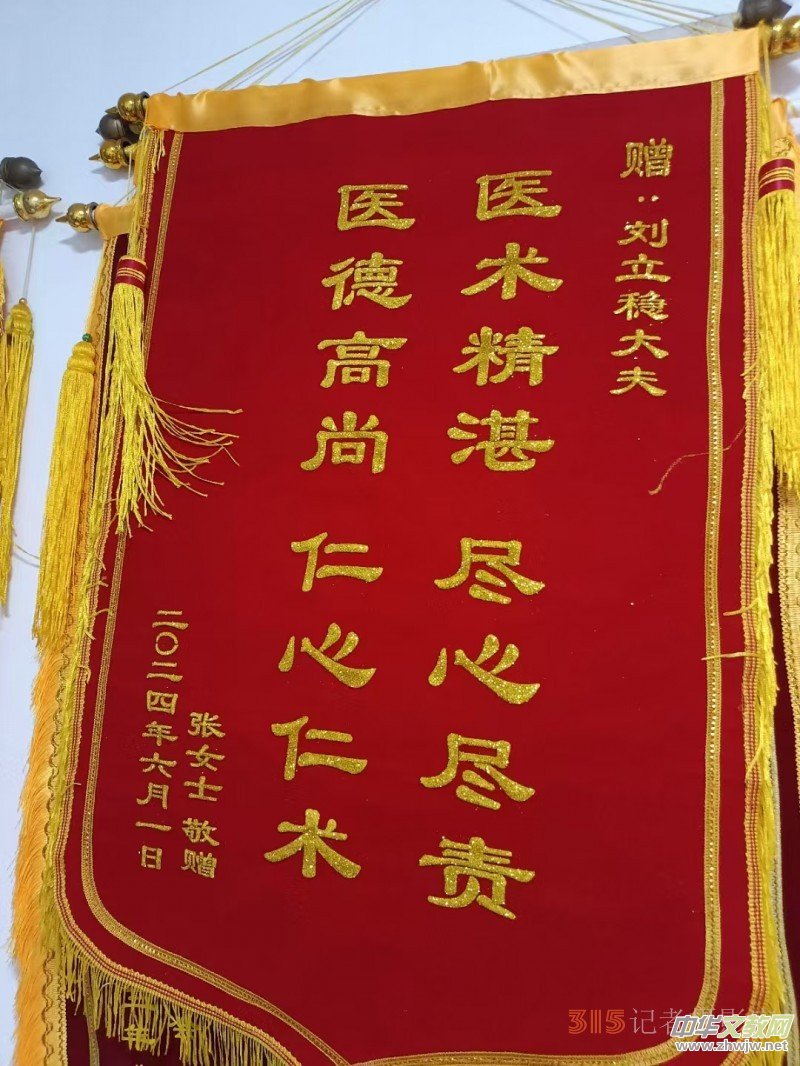 赠：刘立稳大夫
医术精湛 尽心尽责
医德高尚 仁心仁术
张女士 敬赠
二〇二四年六月一日
315记者
中华文教网
www.zhwjw.net